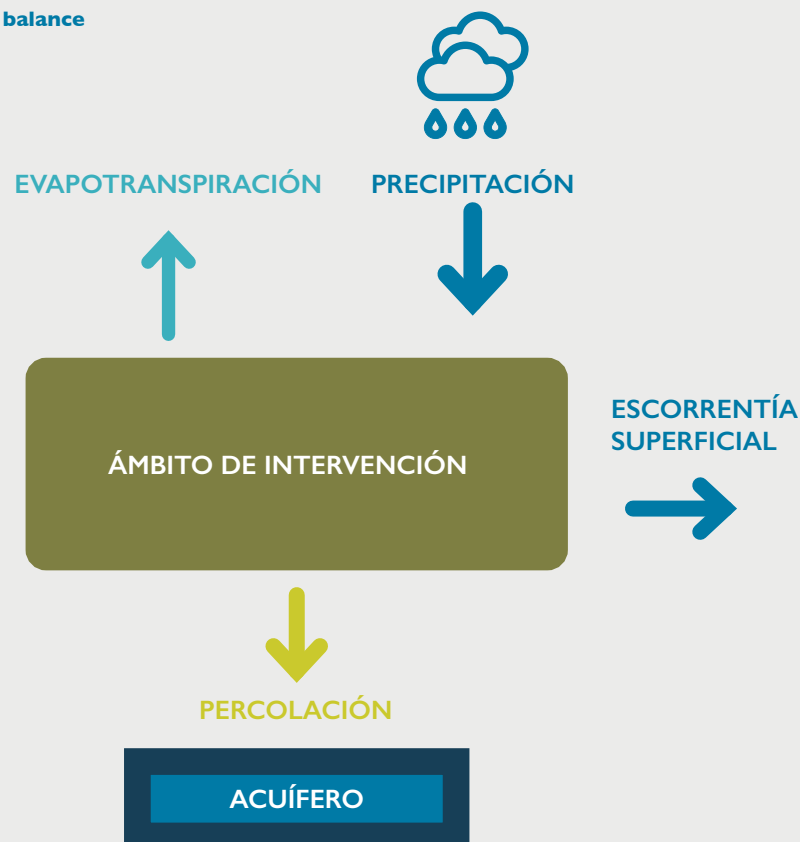 balance
EVAPOTRANSPIRACIÓN
PRECIPITACIÓN
ÁMBITO DE INTERVENCIÓN
ESCORRENTÍA
SUPERFICIAL
PERCOLACIÓN
ACUÍFERO